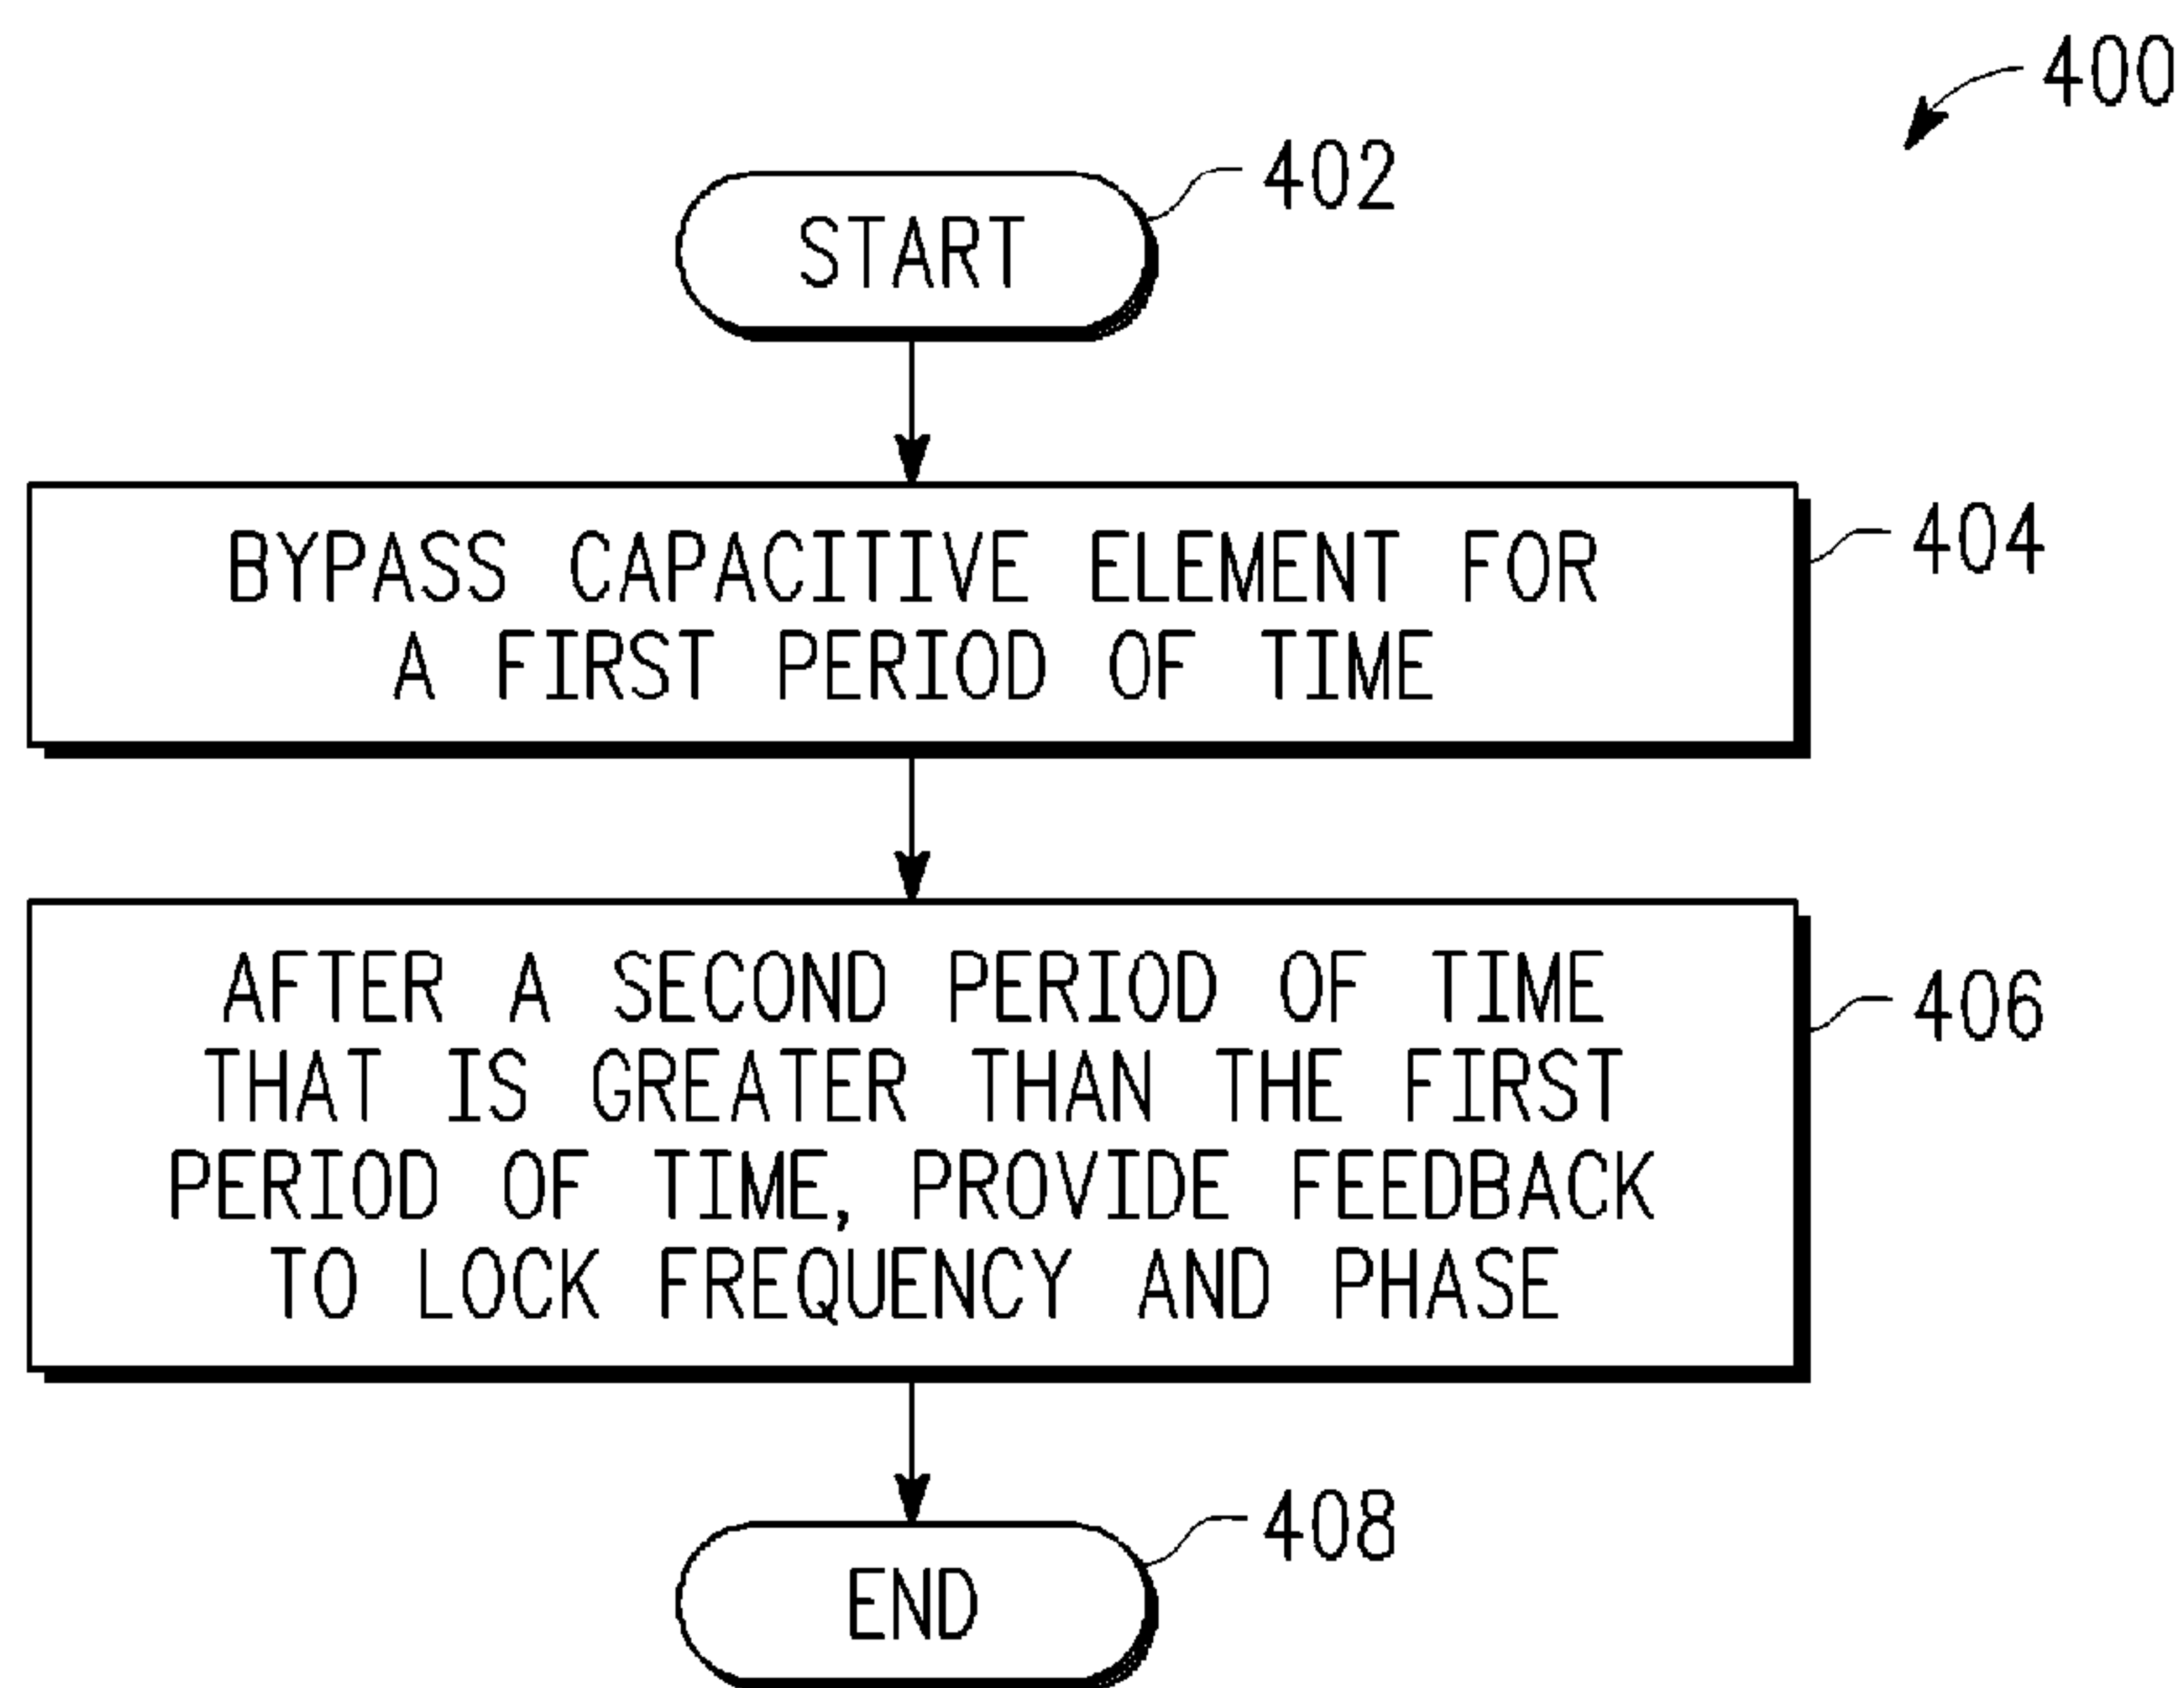 400
402
START
BYPASS CAPACITIVE ELEMENT FOR
A FIRST PERIOD OF TIME
404
AFTER A SECOND PERIOD OF TIME
THAT IS GREATER THAN THE FIRST
PERIOD OF TIME, PROVIDE FEEDBACK
TO LOCK FREQUENCY AND PHASE
406
408
END